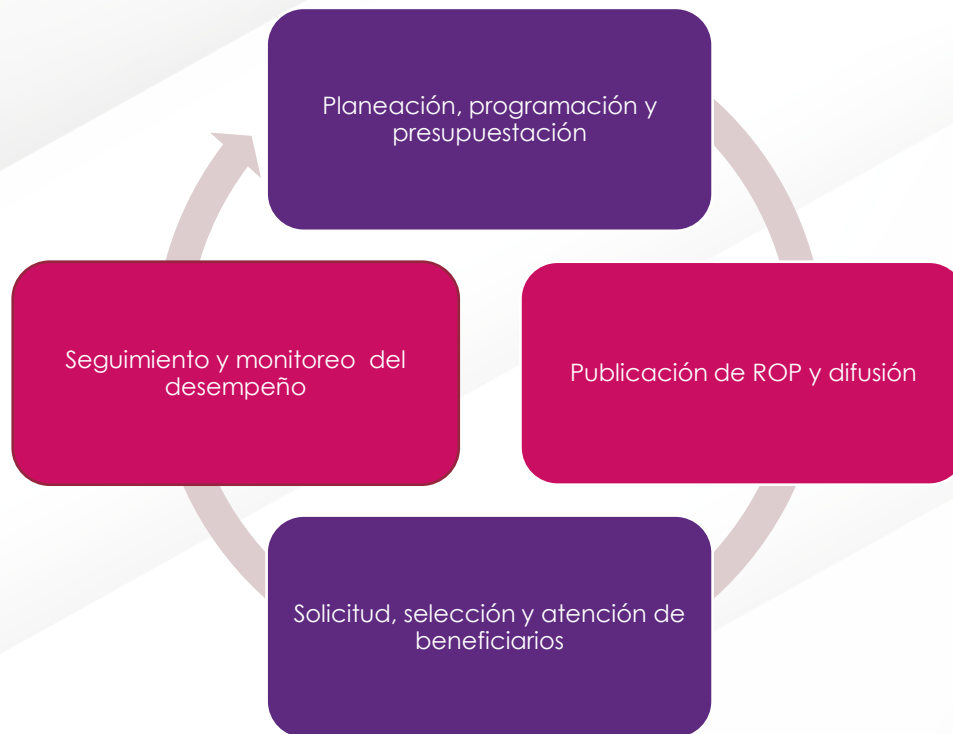 Planeación, programación y
presupuestación
Publicación de ROP y difusión
Solicitud, selección y atención de
beneficiarios
Seguimiento y monitoreo  del
desempeño